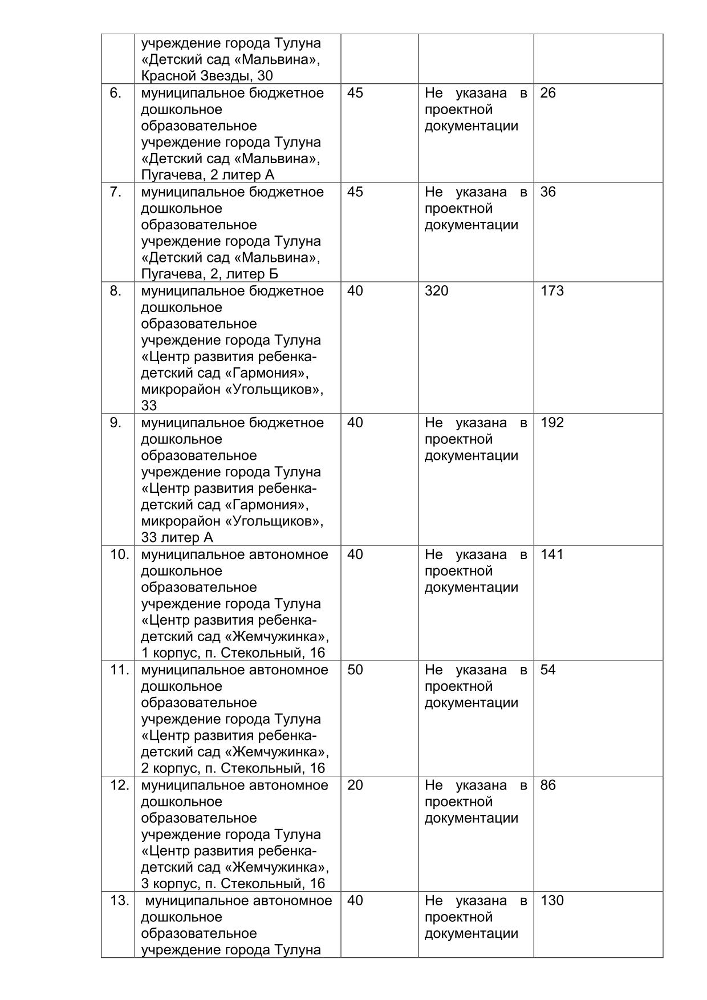 учреждение города Тулуна
«Детский сад «Мальвина»,
Красной Звезды, 30
6. муниципальное бюджетное 45 Не указана в 26
дошкольное проектной
образовательное документации
учреждение города Тулуна
«Детский сад «Мальвина»,
Пугачева, 2 литер А
7. муниципальное бюджетное 45 Не указана в 36
дошкольное проектной
образовательное документации
учреждение города Тулуна
«Детский сад «Мальвина»,
Пугачева, 2, литер Б
8. муниципальное бюджетное 40 320 173
дошкольное
образовательное
учреждение города Тулуна
«Центр развития ребенка-
детский сад «Гармония»,
микрорайон «Угольщиков»,
33
9. муниципальное бюджетное 40 Не указана в 192
дошкольное проектной
образовательное документации
учреждение города Тулуна
«Центр развития ребенка-
детский сад «Гармония»,
микрорайон «Угольщиков»,
33 литер А
10. муниципальное автономное 40 Не указана в 141
дошкольное проектной
образовательное документации
учреждение города Тулуна
«Центр развития ребенка-
детский сад «Жемчужинка»,
1 корпус, п. Стекольный, 16
11. муниципальное автономное 50 Не указана в 54
дошкольное проектной
образовательное документации
учреждение города Тулуна
«Центр развития ребенка-
детский сад «Жемчужинка»,
2 корпус, п. Стекольный, 16
12. муниципальное автономное 20 Не указана в 86
дошкольное проектной
образовательное документации
учреждение города Тулуна
«Центр развития ребенка-
детский сад «Жемчужинка»,
3 корпус, п. Стекольный, 16
13. муниципальное автономное 40 Не указана в 130
дошкольное проектной
образовательное документации
учреждение города Тулуна